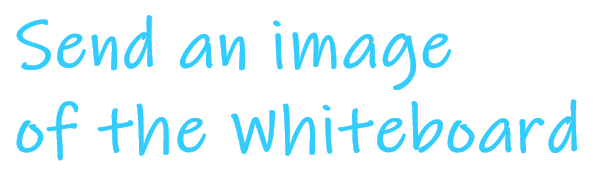 Send an image
of the Whiteboard